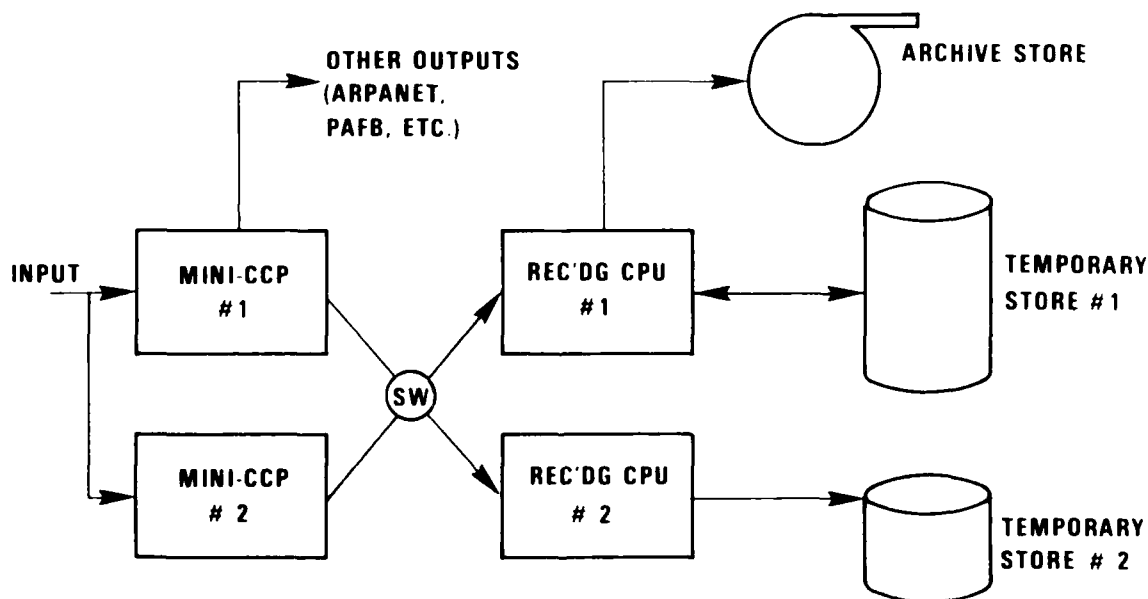 OTHER OUTPUTS
(ARPANET,
PAFB, ETC.)
ARCHIVE STORE
INPUT
MINI-CCP
#1
REC'DG CPU
#1
TEMPORARY
STORE #1
SW
MINI-CCP
# 2
REC'DG CPU
# 2
TEMPORARY
STORE # 2